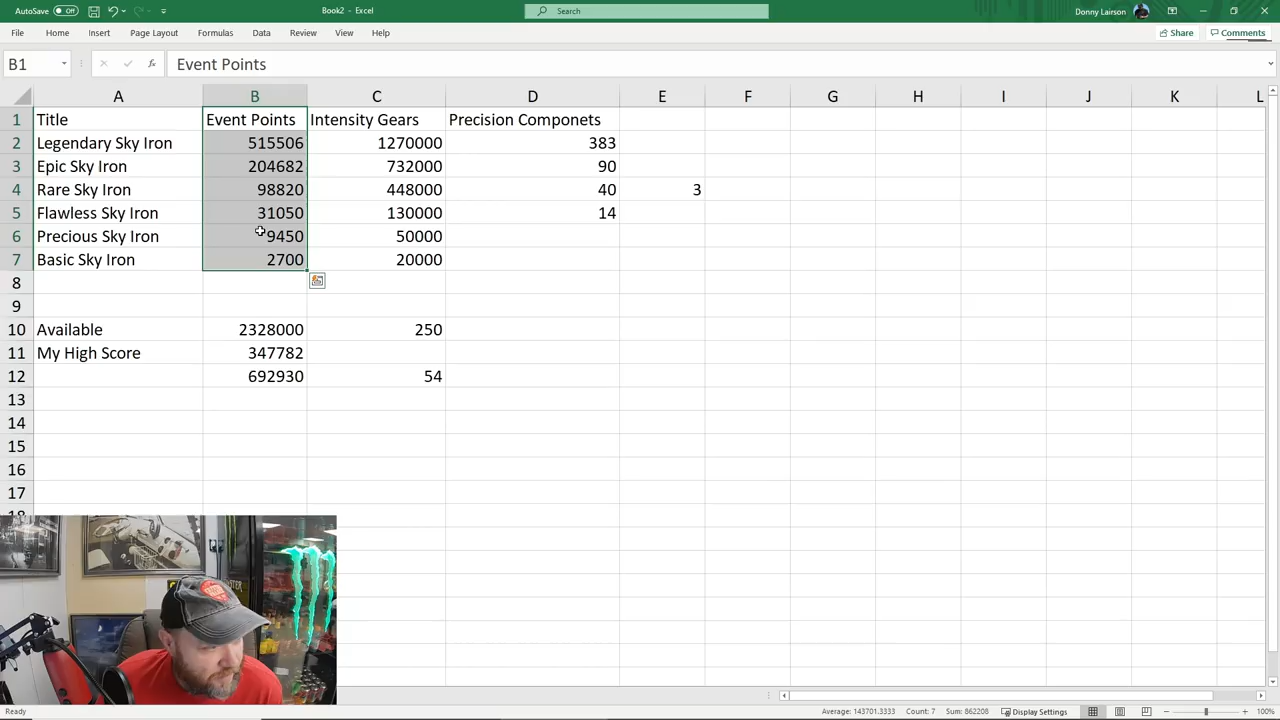 AutoSave Off Book2 - Excel Search Donny Lairson
File Home Insert Page Layout Formulas Data Review View Help Share Comments
B1 fx Event Points
A B C D E F G H I J K L
1 Title Event Points Intensity Gears Precision Componets
2 Legendary Sky Iron 515506 1270000 383
3 Epic Sky Iron 204682 732000 90
4 Rare Sky Iron 98820 448000 40 3
5 Flawless Sky Iron 31050 130000 14
6 Precious Sky Iron 9450 50000
7 Basic Sky Iron 2700 20000
8
9
10 Available 2328000 250
11 My High Score 347782
12 692930 54
13
14
15
16
17
18
Ready Average: 143701.3333 Count: 7 Sum: 862208 Display Settings 100%